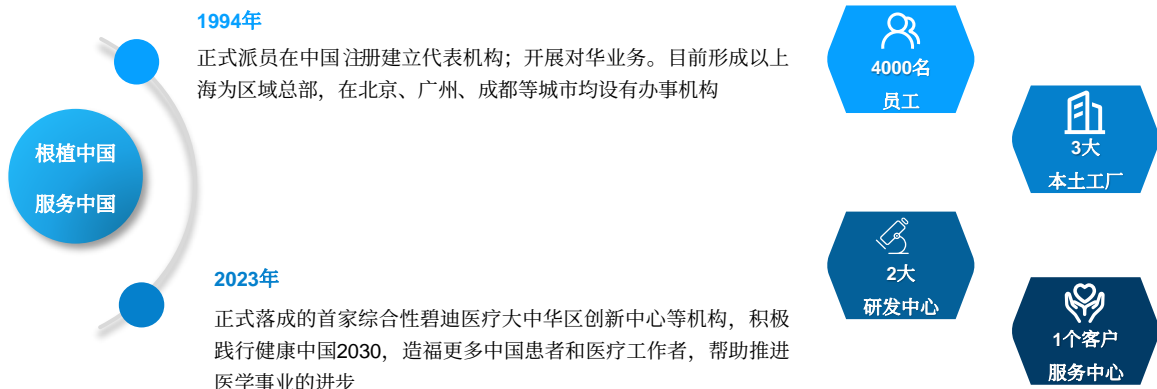 1994年
正式派员在中国注册建立代表机构；开展对华业务。目前形成以上
海为区域总部，在北京、广州、成都等城市均设有办事机构
根植中国
服务中国
2023年
正式落成的首家综合性碧迪医疗大中华区创新中心等机构，积极
践行健康中国2030，造福更多中国患者和医疗工作者，帮助推进
医学事业的进步
4000名
员工
3大
本土工厂
2大
研发中心
1个客户
服务中心